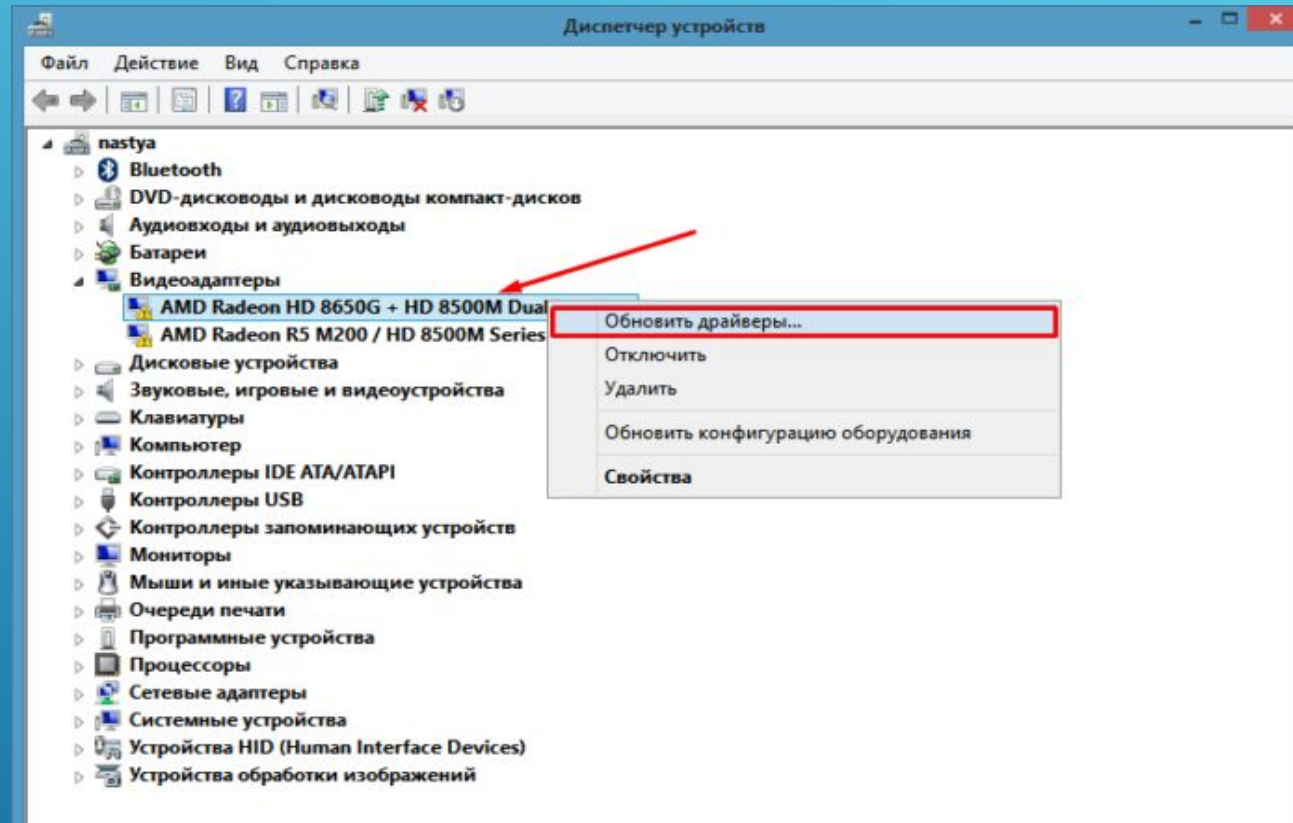 Диспетчер устройств
Файл Действие Вид Справка
nastya
Bluetooth
DVD-дисководы и дисководы компакт-дисков
Аудиовходы и аудиовыходы
Батареи
Видеоадаптеры
AMD Radeon HD 8650G + HD 8500M Dual
AMD Radeon R5 M200 / HD 8500M Series
Дисковые устройства
Звуковые, игровые и видеоустройства
Клавиатуры
Компьютер
Контроллеры IDE ATA/ATAPI
Контроллеры USB
Контроллеры запоминающих устройств
Мониторы
Мыши и иные указывающие устройства
Очереди печати
Программные устройства
Процессоры
Сетевые адаптеры
Системные устройства
Устройства HID (Human Interface Devices)
Устройства обработки изображений
Обновить драйверы...
Отключить
Удалить
Обновить конфигурацию оборудования
Свойства